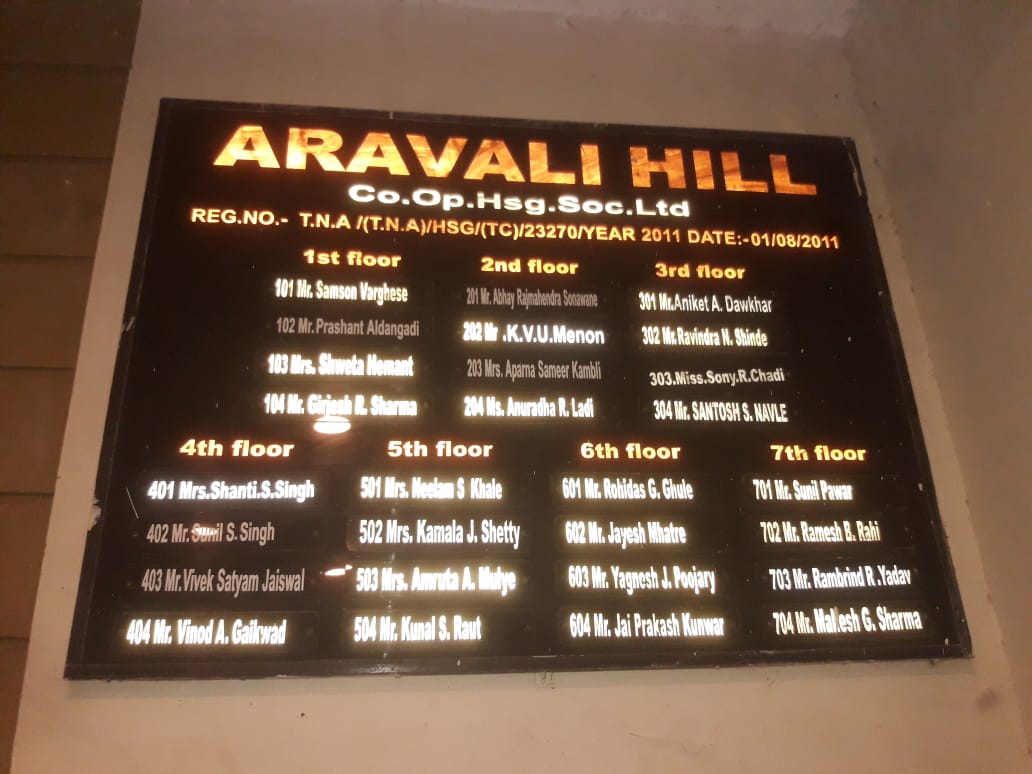 ARAVALI HILL
Co.Op.Hsg.Soc.Ltd
REG.NO.- T.N.A /(T.N.A)/HSG/(TC)/23270/YEAR 2011 DATE:-01/08/2011
1st floor
101 Mr. Samson Varghese
102 Mr. Prashant Aldangadi
103 Mrs. Shweta Hemant
104 Mr. Girjesh R. Sharma
2nd floor
201 Mr. Abhay Rajmahendra Sonawane
202 Mr .K.V.U.Menon
203 Mrs. Aparna Sameer Kambli
204 Ms. Anuradha R. Ladi
3rd floor
301 Mr.Aniket A. Dawkhar
302 Mr. Ravindra N. Shinde
303.Miss.Sony.R.Chadi
304 Mr. SANTOSH S. NAVLE
4th floor
401 Mrs.Shanti.S.Singh
402 Mr. Sunil S. Singh
403 Mr.Vivek Satyam Jaiswal
404 Mr. Vinod A. Gaikwad
5th floor
501 Mrs. Neelam S Khale
502 Mrs. Kamala J. Shetty
503 Mrs. Amruta A. Mulye
504 Mr. Kunal S. Raut
6th floor
601 Mr. Rohidas G. Ghule
602 Mr. Jayesh Mhatre
603 Mr. Yagnesh J. Poojary
604 Mr. Jai Prakash Kunwar
7th floor
701 Mr. Sunil Pawar
702 Mr. Ramesh B. Rahi
703 Mr. Rambrind R .Yadav
704 Mr. G. Sharma